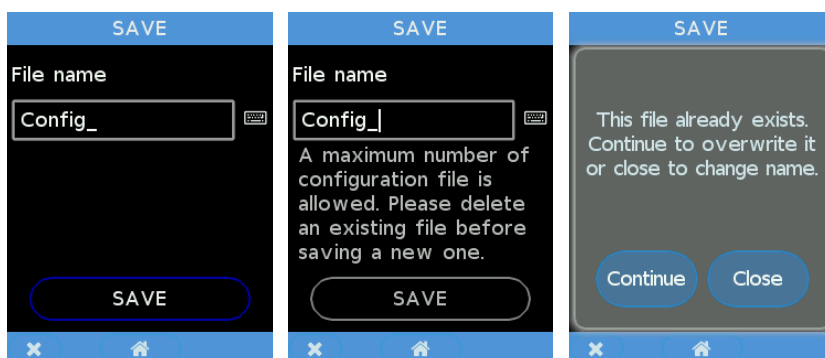 SAVE
File name
Config_
SAVE
SAVE
File name
Config_
A maximum number of
configuration file is
allowed. Please delete
an existing file before
saving a new one.
SAVE
SAVE
This file already exists.
Continue to overwrite it
or close to change name.
Continue
Close